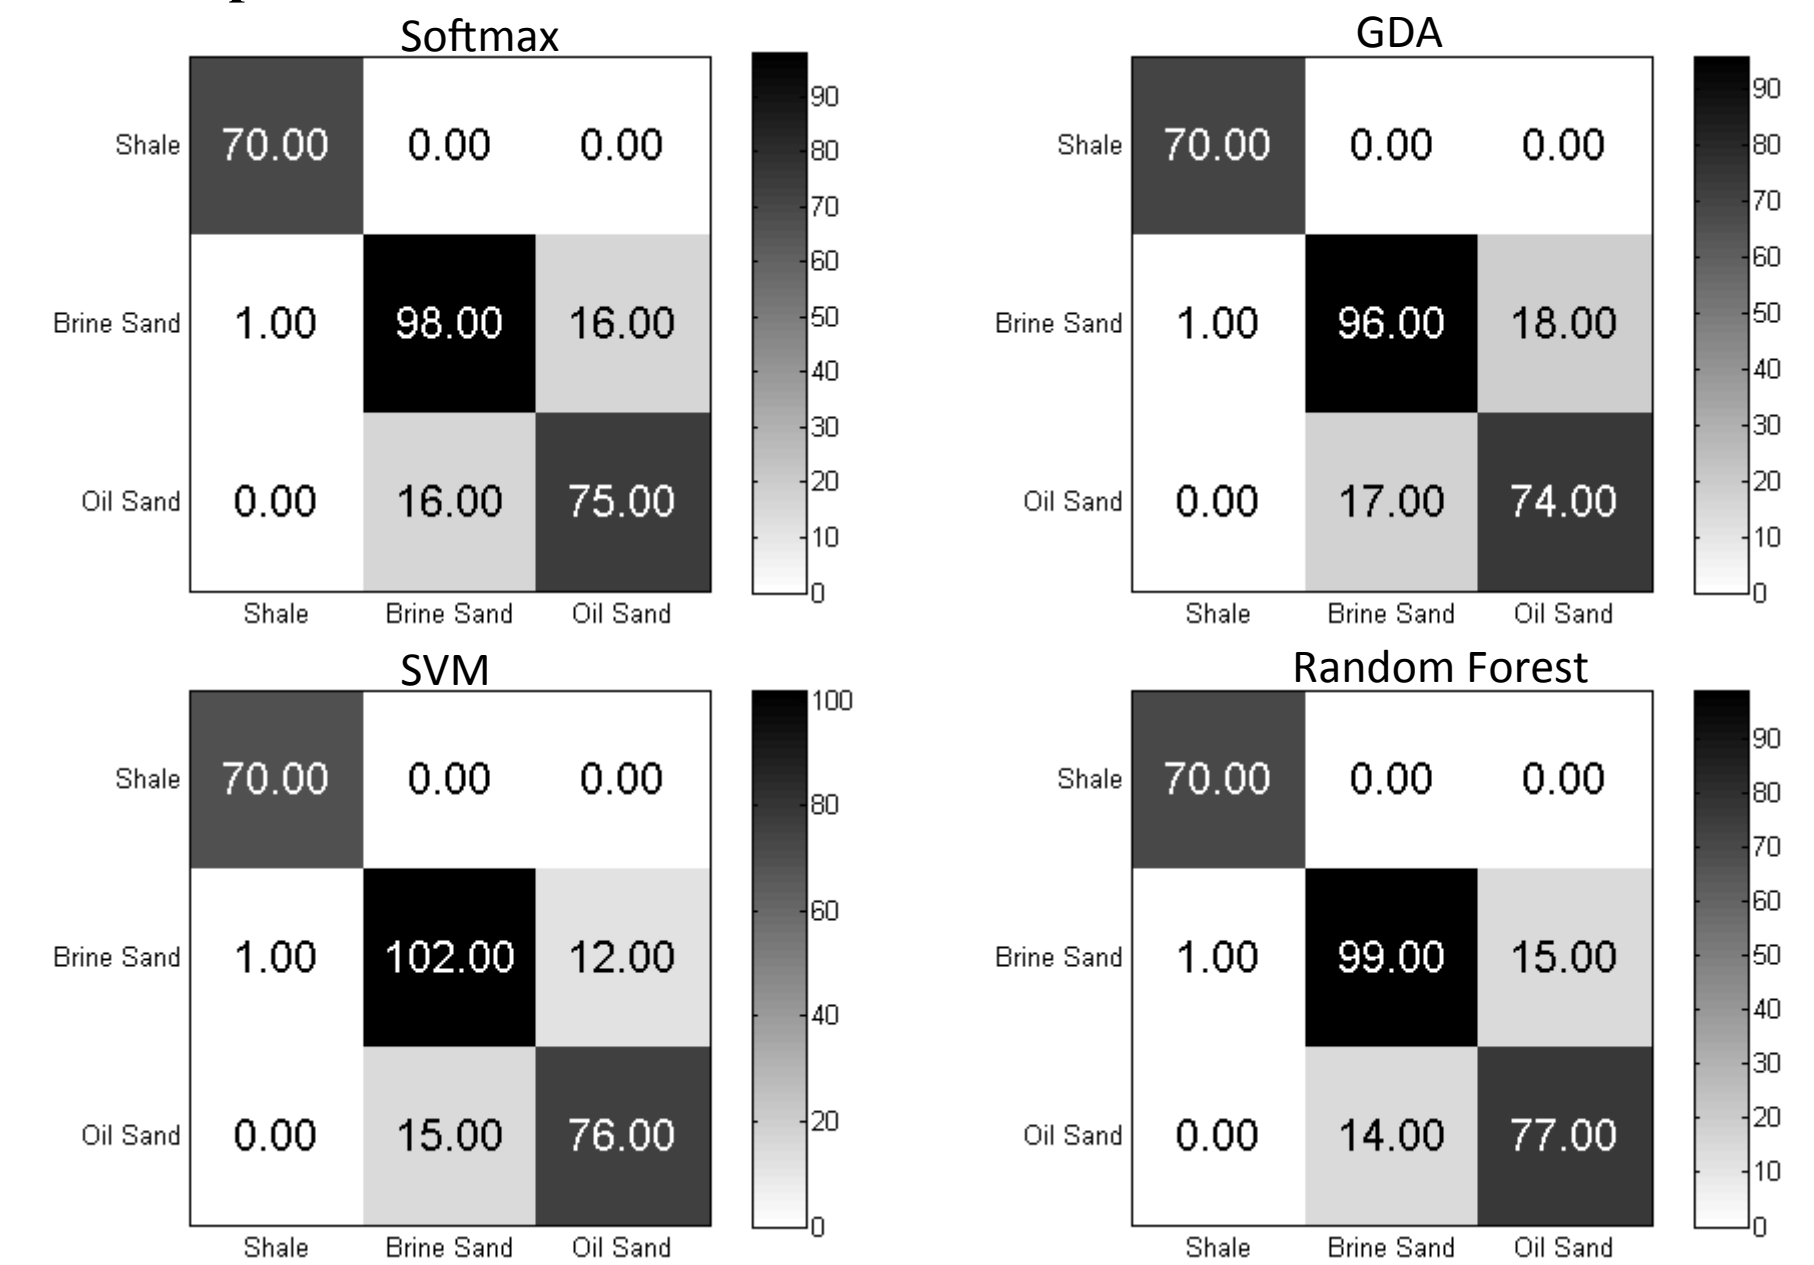 Softmax
Shale 70.00 0.00 0.00
Brine Sand 1.00 98.00 16.00
Oil Sand 0.00 16.00 75.00
Shale Brine Sand Oil Sand
90
80
70
60
50
40
30
20
10
0
GDA
Shale 70.00 0.00 0.00
Brine Sand 1.00 96.00 18.00
Oil Sand 0.00 17.00 74.00
Shale Brine Sand Oil Sand
90
80
70
60
50
40
30
20
10
0
SVM
Shale 70.00 0.00 0.00
Brine Sand 1.00 102.00 12.00
Oil Sand 0.00 15.00 76.00
Shale Brine Sand Oil Sand
100
80
60
40
20
0
Random Forest
Shale 70.00 0.00 0.00
Brine Sand 1.00 99.00 15.00
Oil Sand 0.00 14.00 77.00
Shale Brine Sand Oil Sand
90
80
70
60
50
40
30
20
10
0